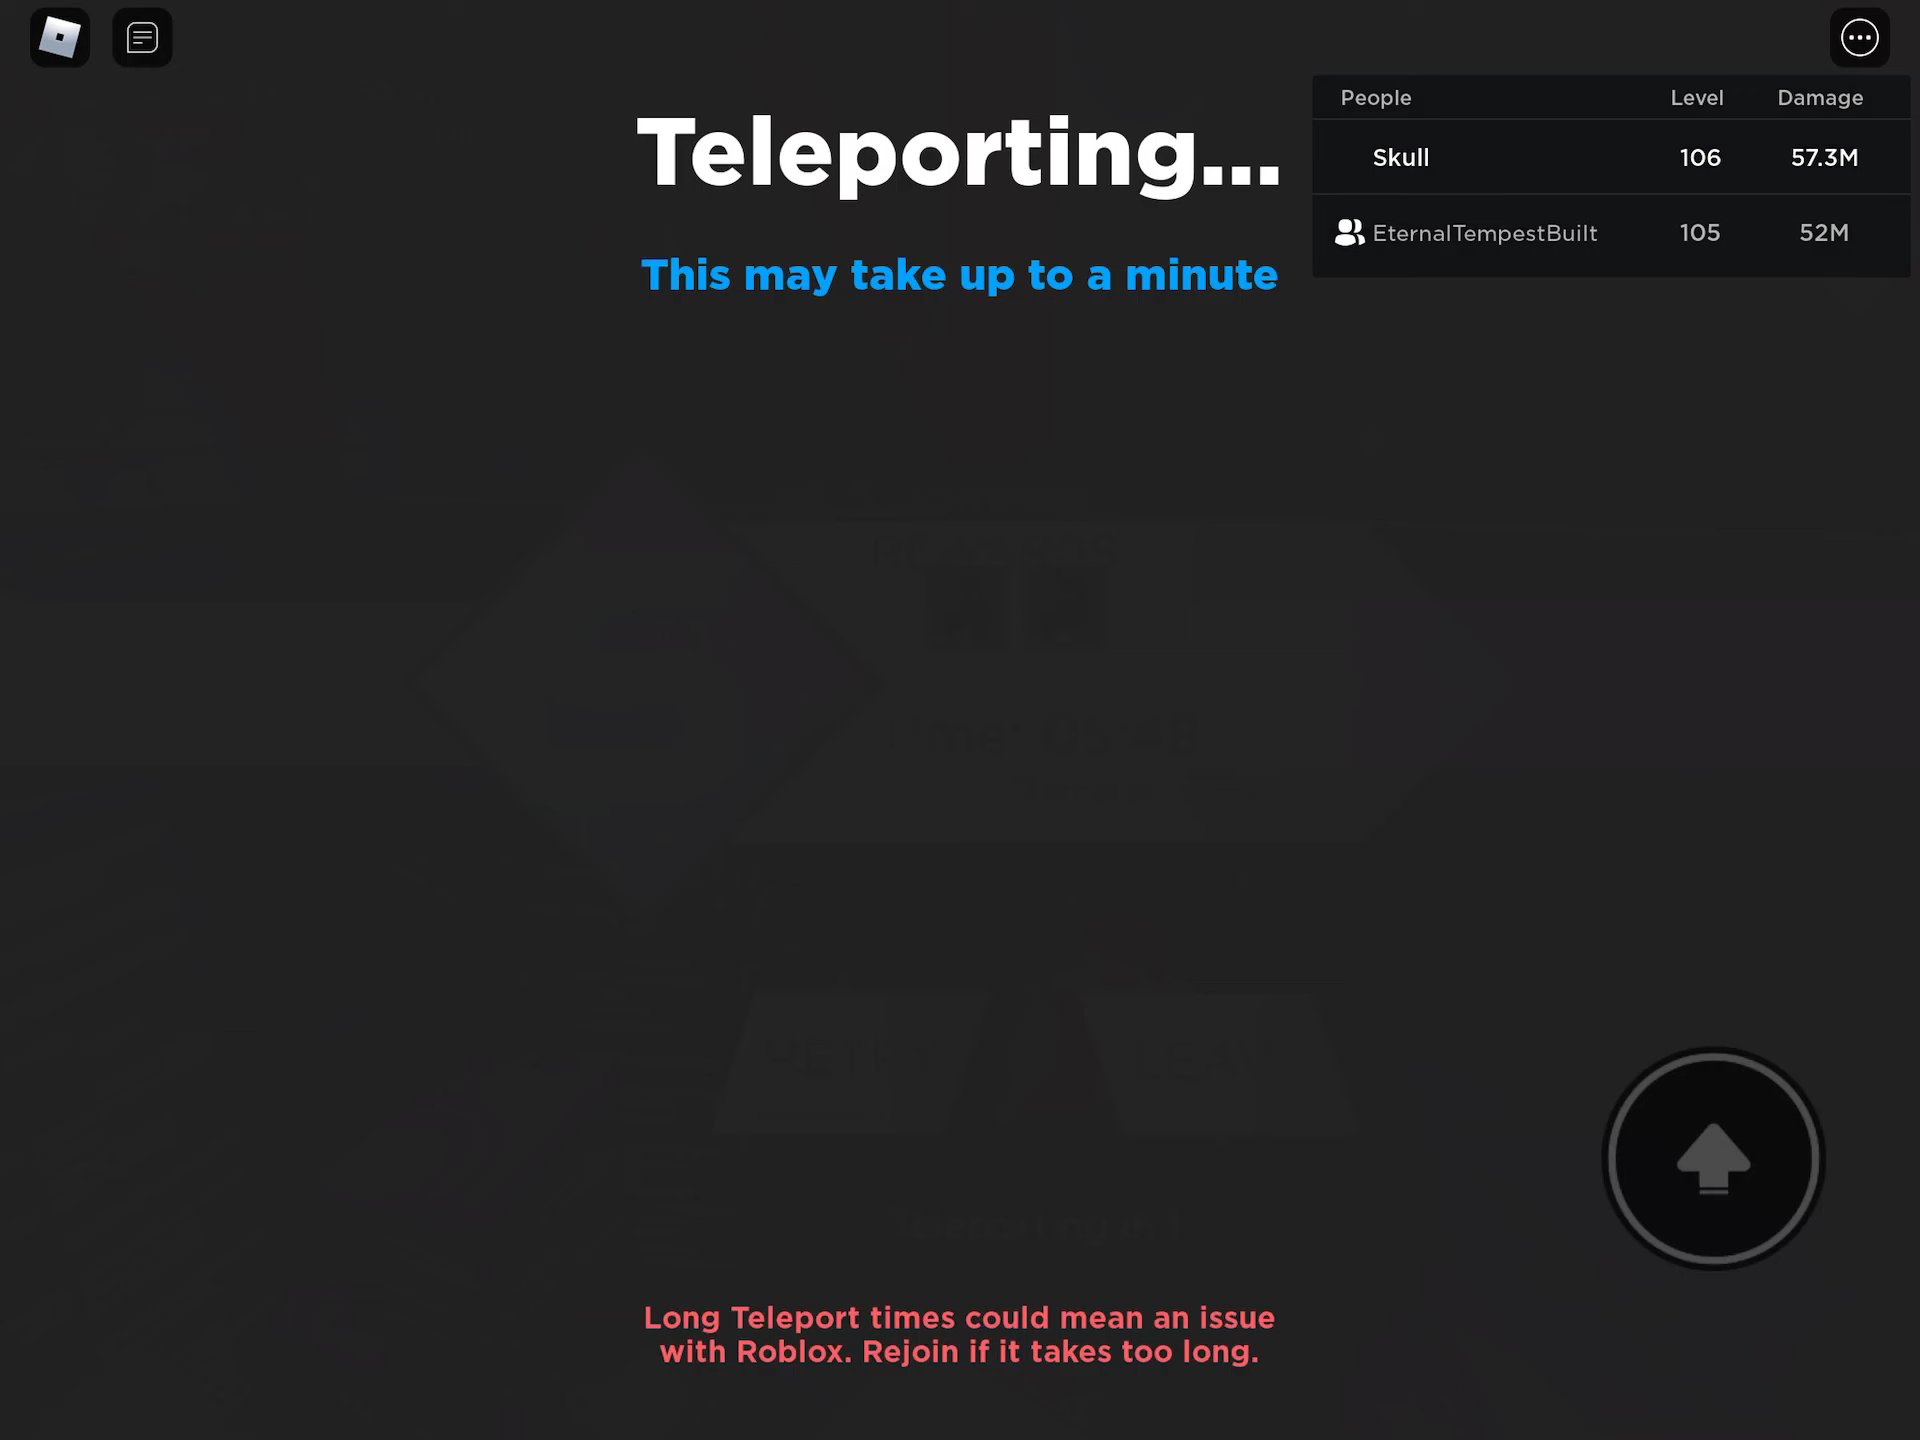 People Level Damage
Skull 106 57.3M
EternalTempestBuilt 105 52M
Teleporting...
This may take up to a minute
Long Teleport times could mean an issue
with Roblox. Rejoin if it takes too long.